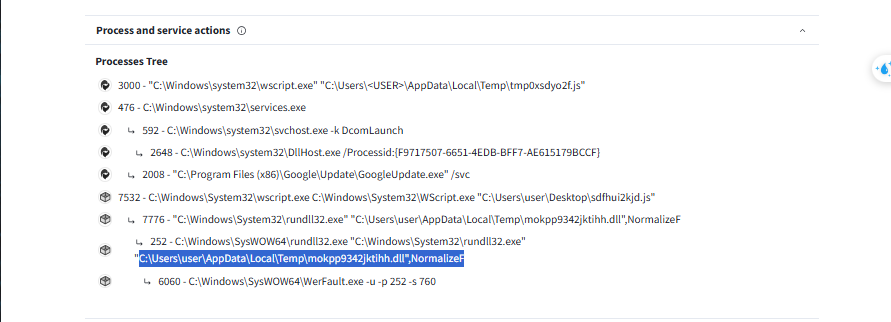 Process and service actions
Processes Tree
3000 - "C:\Windows\system32\wscript.exe" "C:\Users\<USER>\AppData\Local\Temp\tmp0xsdyo2f.js"
476 - C:\Windows\system32\services.exe
592 - C:\Windows\system32\svchost.exe -k DcomLaunch
2648 - C:\Windows\system32\DllHost.exe /Processid:{F9717507-6651-4EDB-BFF7-AE615179BCCF}
2008 - "C:\Program Files (x86)\Google\Update\GoogleUpdate.exe" /svc
7532 - C:\Windows\System32\wscript.exe C:\Windows\System32\WScript.exe "C:\Users\user\Desktop\sdfhui2kjd.js"
7776 - "C:\Windows\System32\rundll32.exe" "C:\Users\user\AppData\Local\Temp\mokpp9342jktihh.dll",NormalizeF
252 - C:\Windows\SysWOW64\rundll32.exe "C:\Windows\System32\rundll32.exe"
"C:\Users\user\AppData\Local\Temp\mokpp9342jktihh.dll",NormalizeF
6060 - C:\Windows\SysWOW64\WerFault.exe -u -p 252 -s 760